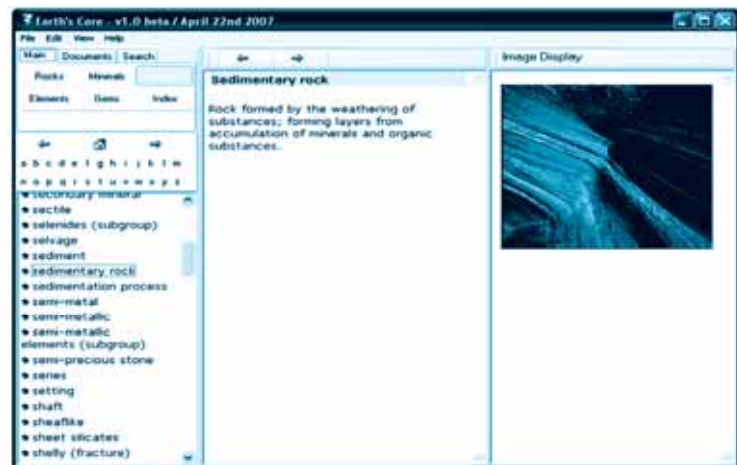 Earth's Core - v1.0 beta / April 22nd 2007
File Edit View Help
Main Documents Search
Rocks Minerals
Elements Gems Index
a b c d e f g h i j k l m
n o p q r s t u v w x y z
secondary mineral
sectile
selenides (subgroup)
selvage
sediment
sedimentary rock
sedimentation process
semi-metal
semi-metallic
semi-metallic
elements (subgroup)
semi-precious stone
series
setting
shaft
sheaflike
sheet silicates
shelly (fracture)
Sedimentary rock
Rock formed by the weathering of
substances; forming layers from
accumulation of minerals and organic
substances.
Image Display